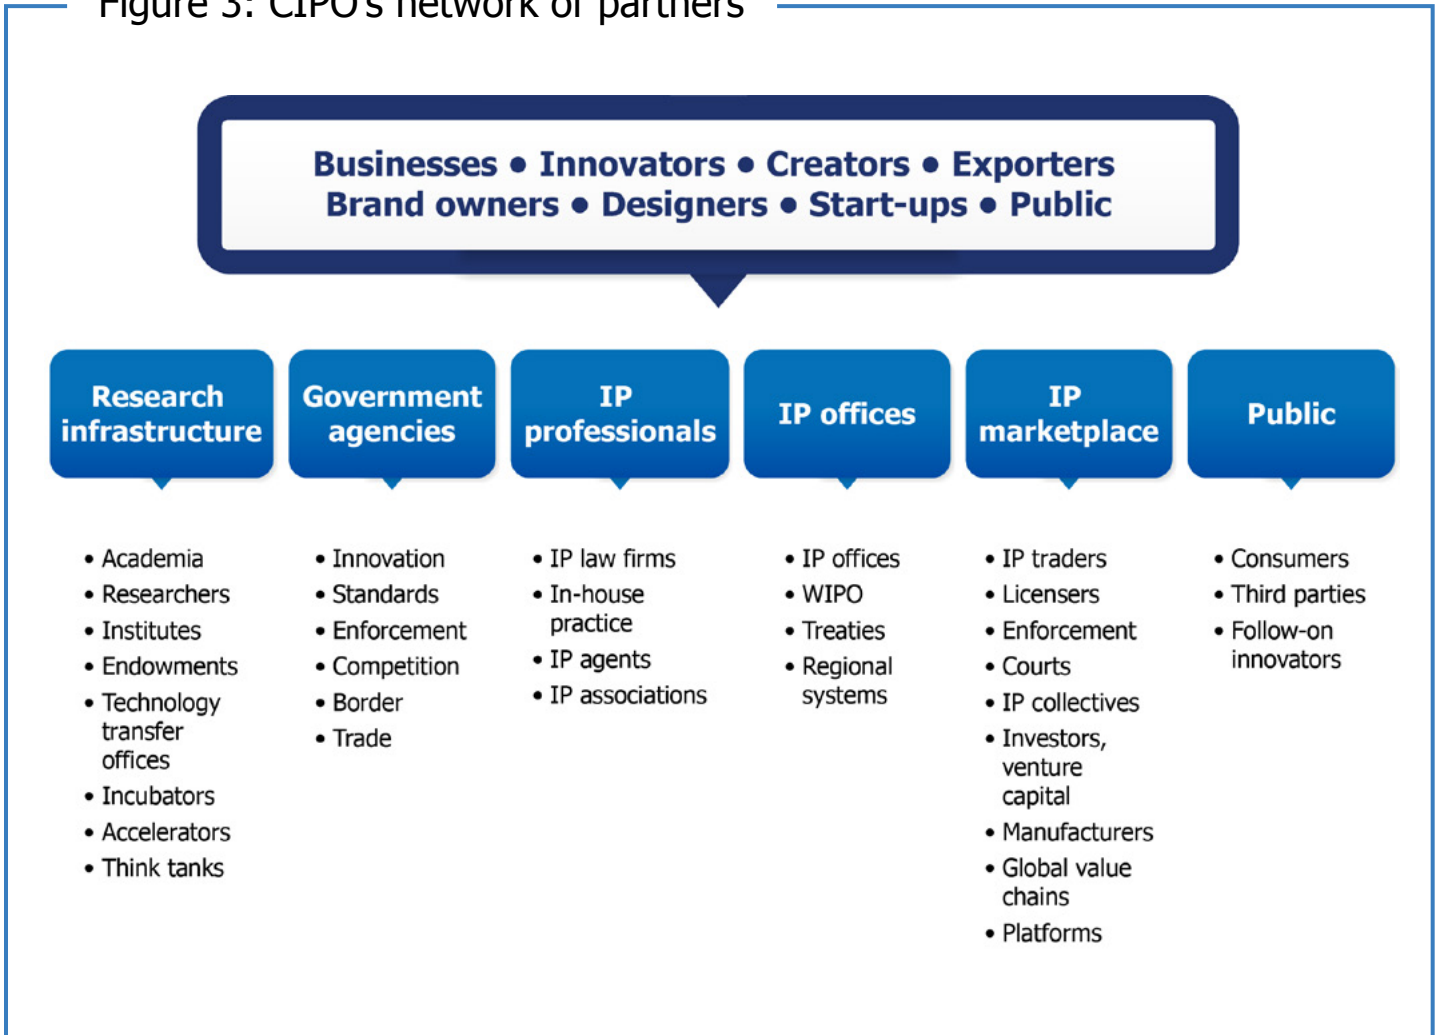 Figure 3: CIPO's network of partners
Businesses ● Innovators ● Creators ● Exporters
Brand owners ● Designers ● Start-ups ● Public
Research
infrastructure
• Academia
• Researchers
• Institutes
• Endowments
• Technology
transfer
offices
• Incubators
• Accelerators
• Think tanks
Government
agencies
• Innovation
• Standards
• Enforcement
• Competition
• Border
• Trade
IP
professionals
• IP law firms
• In-house
practice
• IP agents
• IP associations
IP offices
• IP offices
• WIPO
• Treaties
• Regional
systems
IP
marketplace
• IP traders
• Licensers
• Enforcement
• Courts
• IP collectives
• Investors,
venture
capital
• Manufacturers
• Global value
chains
• Platforms
Public
• Consumers
• Third parties
• Follow-on
innovators